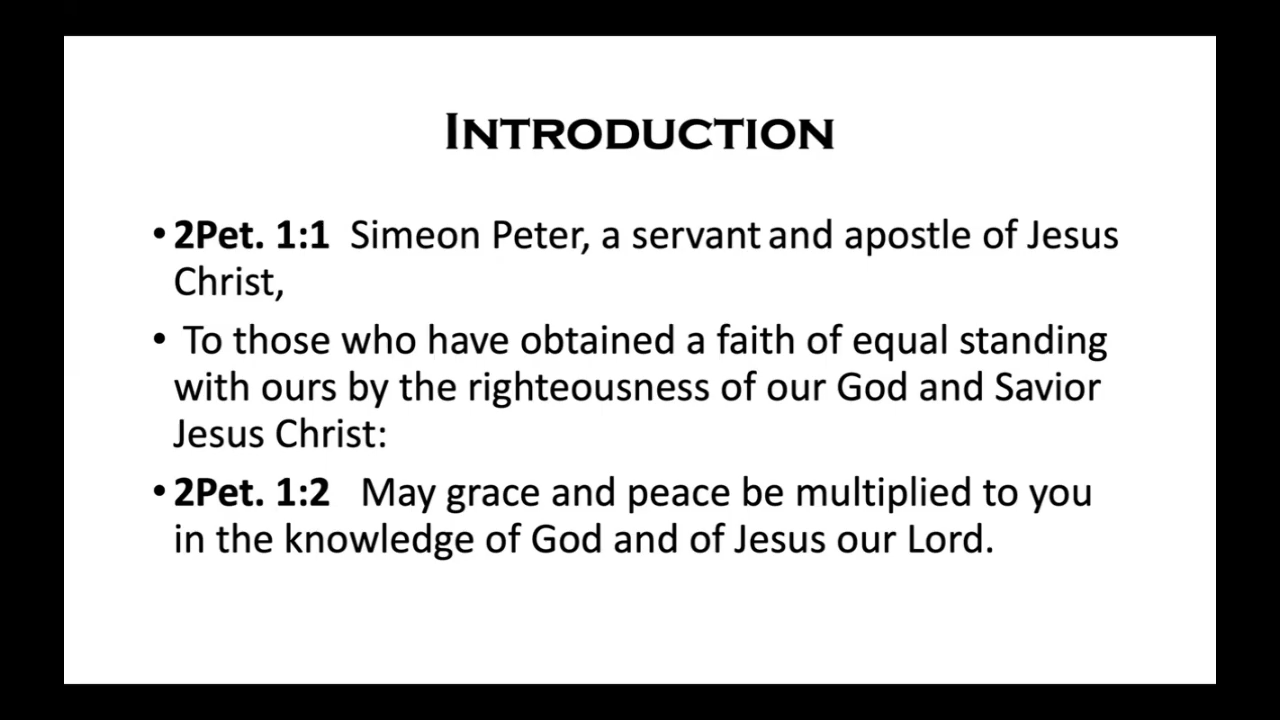 INTRODUCTION
• 2Pet. 1:1 Simeon Peter, a servant and apostle of Jesus
Christ,
• To those who have obtained a faith of equal standing
with ours by the righteousness of our God and Savior
Jesus Christ:
• 2Pet. 1:2 May grace and peace be multiplied to you
in the knowledge of God and of Jesus our Lord.